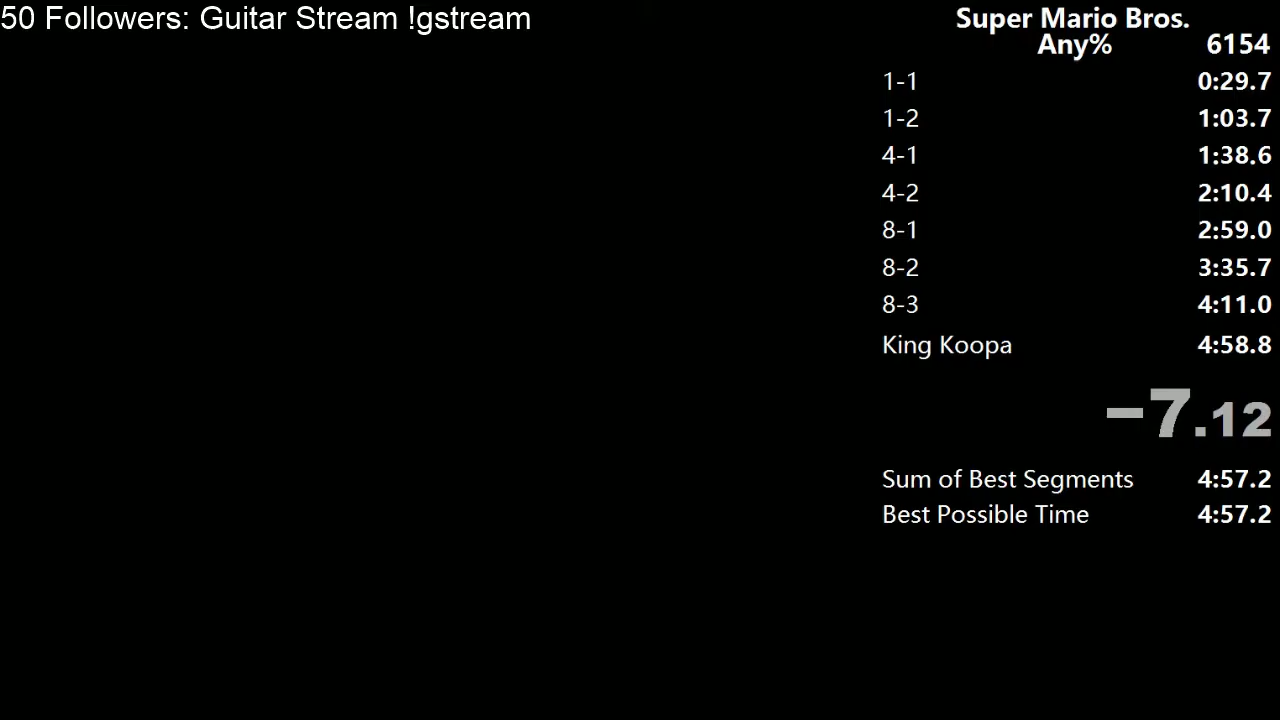 50 Followers: Guitar Stream !gstream
Super Mario Bros.
Any% 6154
1-1 0:29.7
1-2 1:03.7
4-1 1:38.6
4-2 2:10.4
8-1 2:59.0
8-2 3:35.7
8-3 4:11.0
King Koopa 4:58.8
−7.12
Sum of Best Segments 4:57.2
Best Possible Time 4:57.2